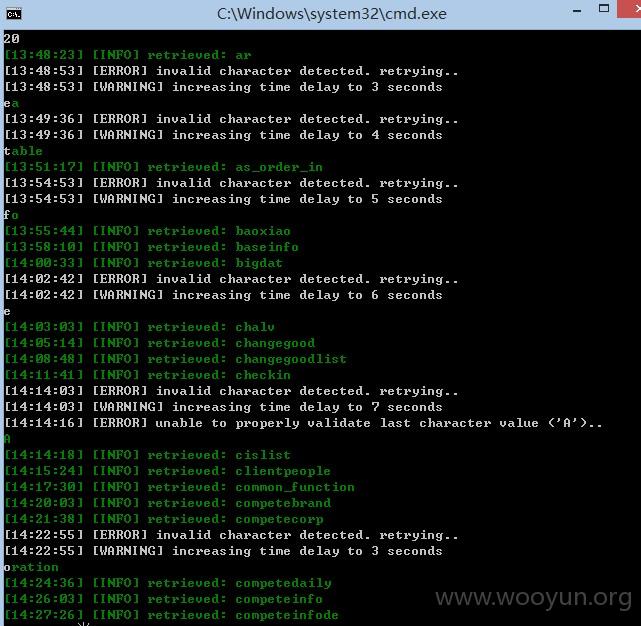 C:\Windows\system32\cmd.exe
20
[13:48:23] [INFO] retrieved: ar
[13:48:53] [ERROR] invalid character detected. retrying..
[13:48:53] [WARNING] increasing time delay to 3 seconds
ea
[13:49:36] [ERROR] invalid character detected. retrying..
[13:49:36] [WARNING] increasing time delay to 4 seconds
table
[13:51:17] [INFO] retrieved: as_order_in
[13:54:53] [ERROR] invalid character detected. retrying..
[13:54:53] [WARNING] increasing time delay to 5 seconds
fo
[13:55:44] [INFO] retrieved: baoxiao
[13:58:10] [INFO] retrieved: baseinfo
[14:00:33] [INFO] retrieved: bigdat
[14:02:42] [ERROR] invalid character detected. retrying..
[14:02:42] [WARNING] increasing time delay to 6 seconds
e
[14:03:03] [INFO] retrieved: chalv
[14:05:14] [INFO] retrieved: changegood
[14:08:48] [INFO] retrieved: changegoodlist
[14:11:41] [INFO] retrieved: checkin
[14:14:03] [ERROR] invalid character detected. retrying..
[14:14:03] [WARNING] increasing time delay to 7 seconds
[14:14:16] [ERROR] unable to properly validate last character value ('A')..
A
[14:14:18] [INFO] retrieved: cislist
[14:15:24] [INFO] retrieved: clientpeople
[14:17:30] [INFO] retrieved: common_function
[14:20:03] [INFO] retrieved: competebrand
[14:21:38] [INFO] retrieved: competecorp
[14:22:55] [ERROR] invalid character detected. retrying..
[14:22:55] [WARNING] increasing time delay to 3 seconds
oration
[14:24:36] [INFO] retrieved: competedaily
[14:26:03] [INFO] retrieved: competeinfo
[14:27:26] [INFO] retrieved: competeinfode
www.wooyun.org